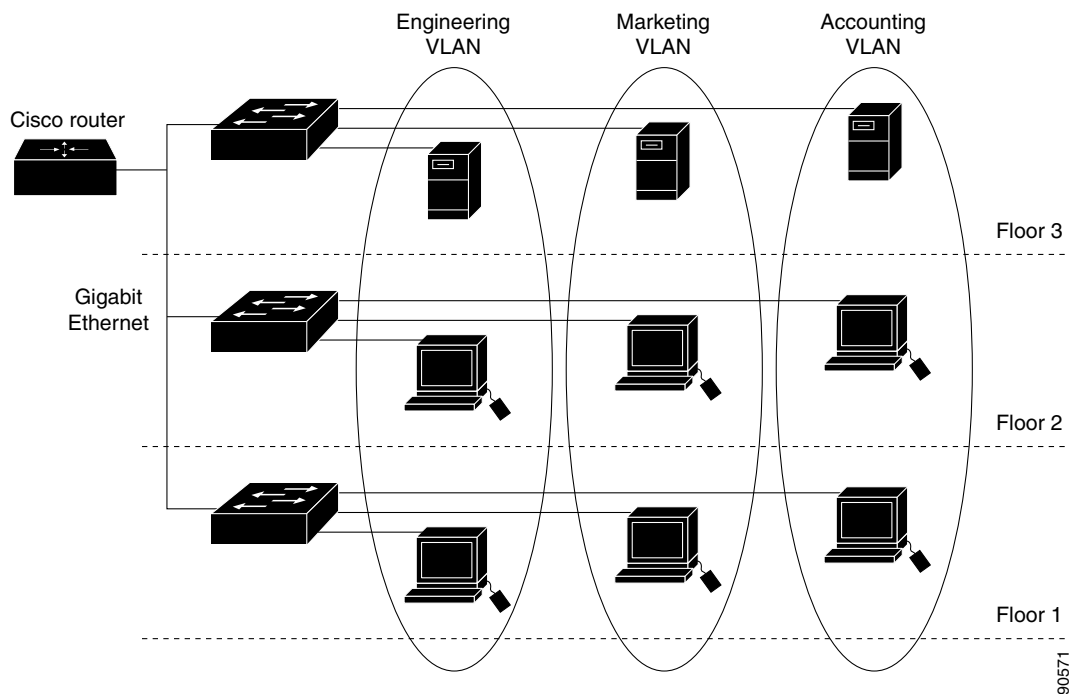 Engineering
VLAN
Marketing
VLAN
Accounting
VLAN
Cisco router
Floor 3
Gigabit
Ethernet
Floor 2
Floor 1
90571